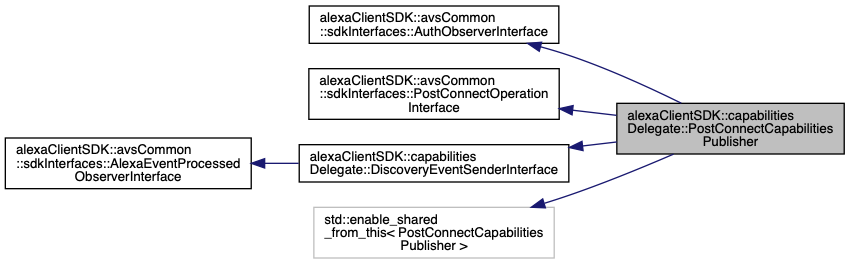 alexaClientSDK::avsCommon
::sdkInterfaces::AuthObserverInterface
alexaClientSDK::avsCommon
::sdkInterfaces::PostConnectOperation
Interface
alexaClientSDK::capabilities
Delegate::PostConnectCapabilities
Publisher
alexaClientSDK::avsCommon
::sdkInterfaces::AlexaEventProcessed
ObserverInterface
alexaClientSDK::capabilities
Delegate::DiscoveryEventSenderInterface
std::enable_shared
_from_this< PostConnectCapabilities
Publisher >